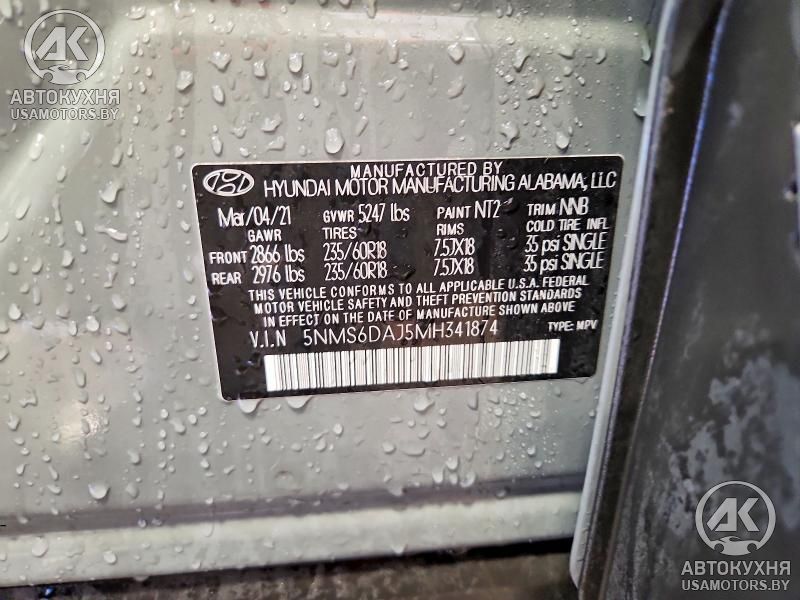 AK
АВТОКУХНЯ
USAMOTORS.BY
MANUFACTURED BY
HYUNDAI MOTOR MANUFACTURING ALABAMA, LLC
Mar/04/21 GVWR 5247 lbs PAINT NT2 TRIM NNB
GAWR TIRES RIMS COLD TIRE INFL
FRONT 2866 lbs 235/60R18 7.5JX18 35 psi SINGLE
REAR 2976 lbs 235/60R18 7.5JX18 35 psi SINGLE
THIS VEHICLE CONFORMS TO ALL APPLICABLE U.S.A. FEDERAL
MOTOR VEHICLE SAFETY AND THEFT PREVENTION STANDARDS
IN EFFECT ON THE DATE OF MANUFACTURE SHOWN ABOVE
V.I.N 5NMS6DAJ5MH341874 TYPE: MPV
AK
АВТОКУХНЯ
USAMOTORS.BY